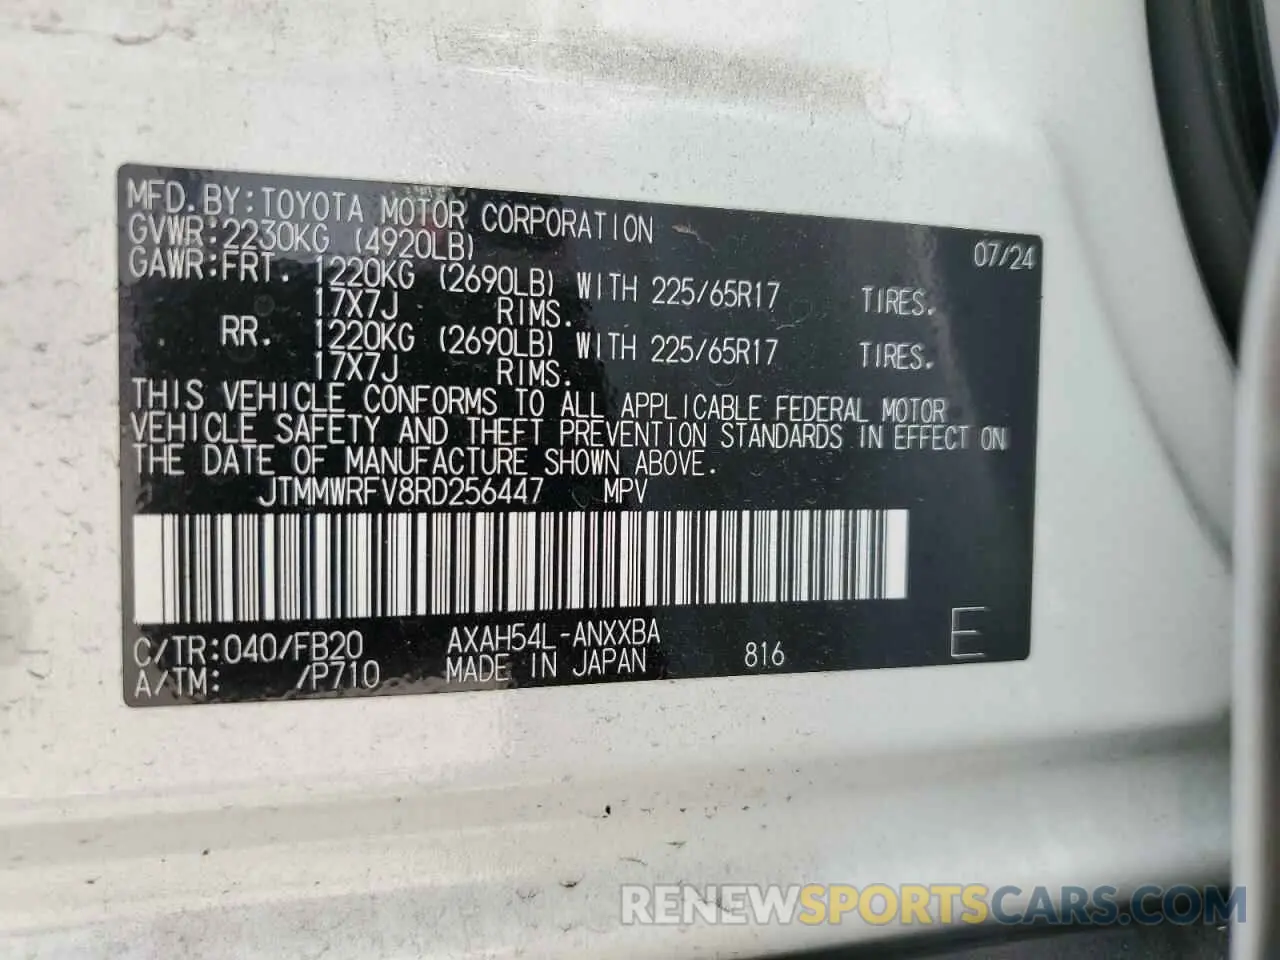 MFD.BY:TOYOTA MOTOR CORPORATION 07/24
GVWR:2230KG (4920LB)
GAWR:FRT. 1220KG (2690LB) WITH 225/65R17 TIRES.
17X7J RIMS.
RR. 1220KG (2690LB) WITH 225/65R17 TIRES.
17X7J RIMS.
THIS VEHICLE CONFORMS TO ALL APPLICABLE FEDERAL MOTOR
VEHICLE SAFETY AND THEFT PREVENTION STANDARDS IN EFFECT ON
THE DATE OF MANUFACTURE SHOWN ABOVE.
JTMMWRFV8RD256447 MPV
C/TR:040/FB20 AXAH54L-ANXXBA
A/TM: /P710 MADE IN JAPAN 816 E
RENEWSPORTSCARS.COM